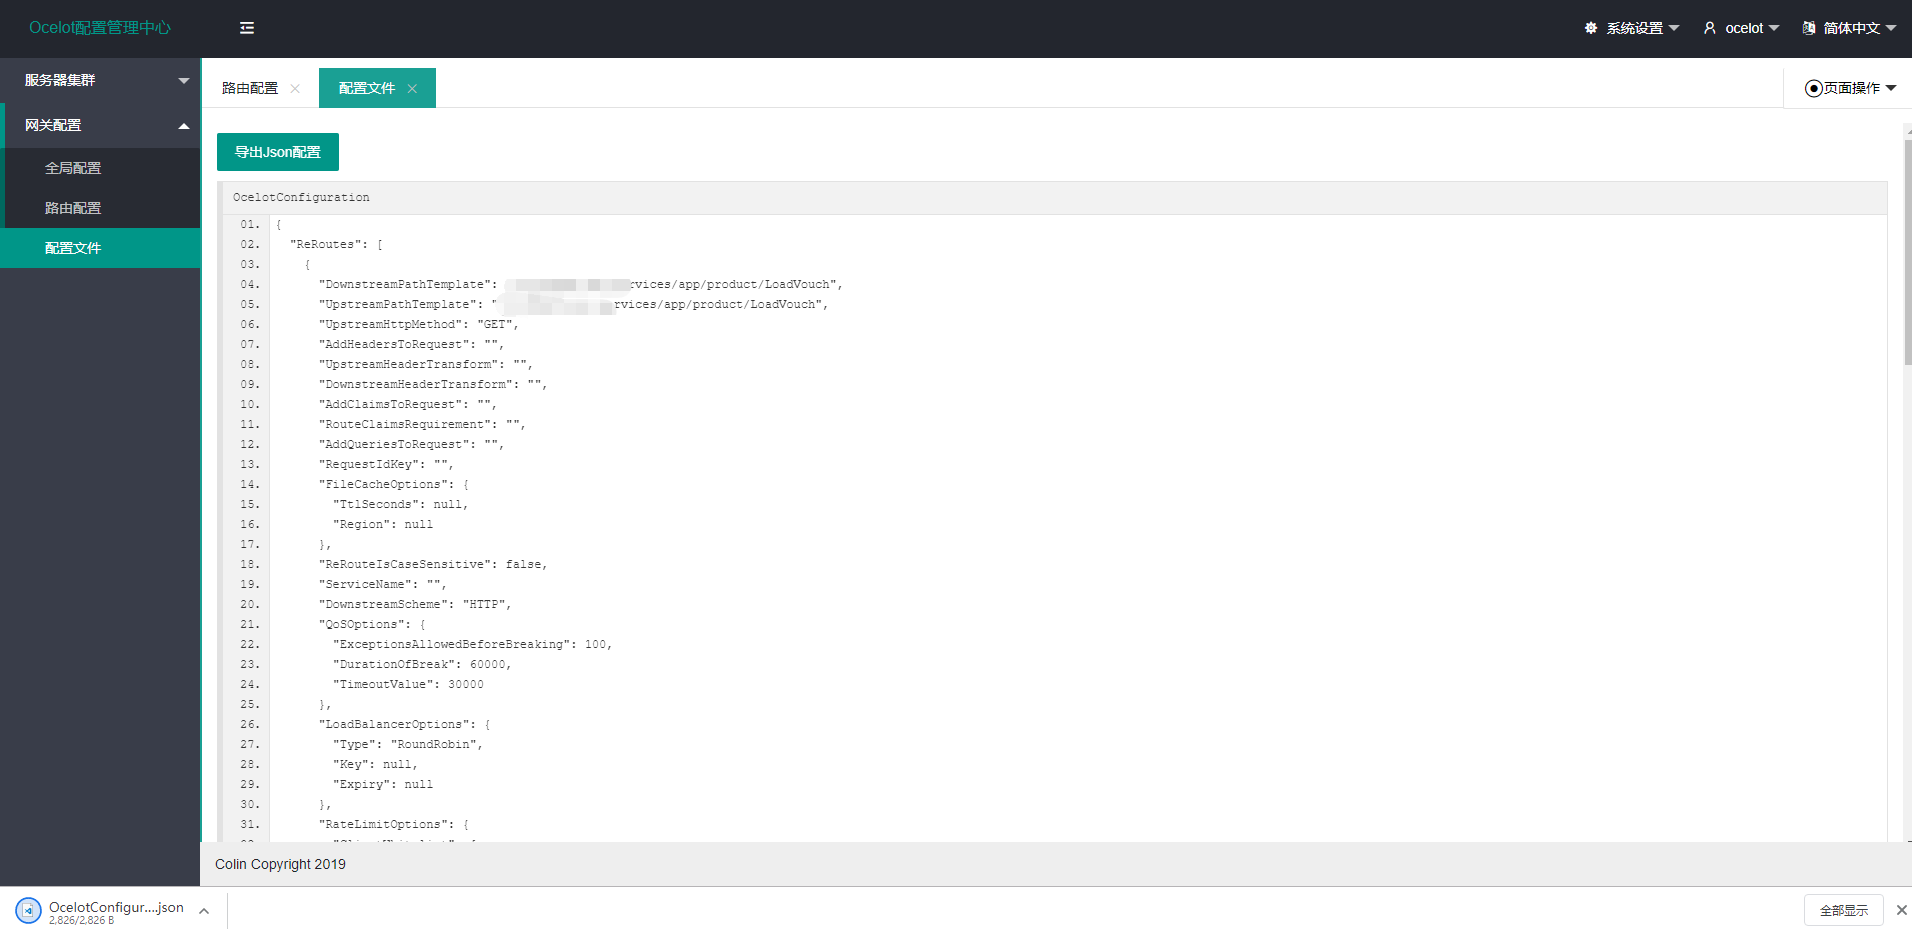 Ocelot配置管理中心
系统设置
ocelot
简体中文
服务器集群
网关配置
全局配置
路由配置
配置文件
路由配置
配置文件
页面操作
导出Json配置
OcelotConfiguration
01. {
02. "ReRoutes": [
03. {
04. "DownstreamPathTemplate": rvices/app/product/LoadVouch",
05. "UpstreamPathTemplate": " rvices/app/product/LoadVouch",
06. "UpstreamHttpMethod": "GET",
07. "AddHeadersToRequest": "",
08. "UpstreamHeaderTransform": "",
09. "DownstreamHeaderTransform": "",
10. "AddClaimsToRequest": "",
11. "RouteClaimsRequirement": "",
12. "AddQueriesToRequest": "",
13. "RequestIdKey": "",
14. "FileCacheOptions": {
15. "TtlSeconds": null,
16. "Region": null
17. },
18. "ReRouteIsCaseSensitive": false,
19. "ServiceName": "",
20. "DownstreamScheme": "HTTP",
21. "QoSOptions": {
22. "ExceptionsAllowedBeforeBreaking": 100,
23. "DurationOfBreak": 60000,
24. "TimeoutValue": 30000
25. },
26. "LoadBalancerOptions": {
27. "Type": "RoundRobin",
28. "Key": null,
29. "Expiry": null
30. },
31. "RateLimitOptions": {
Colin Copyright 2019
OcelotConfigur....json
2,826/2,826 B
全部显示